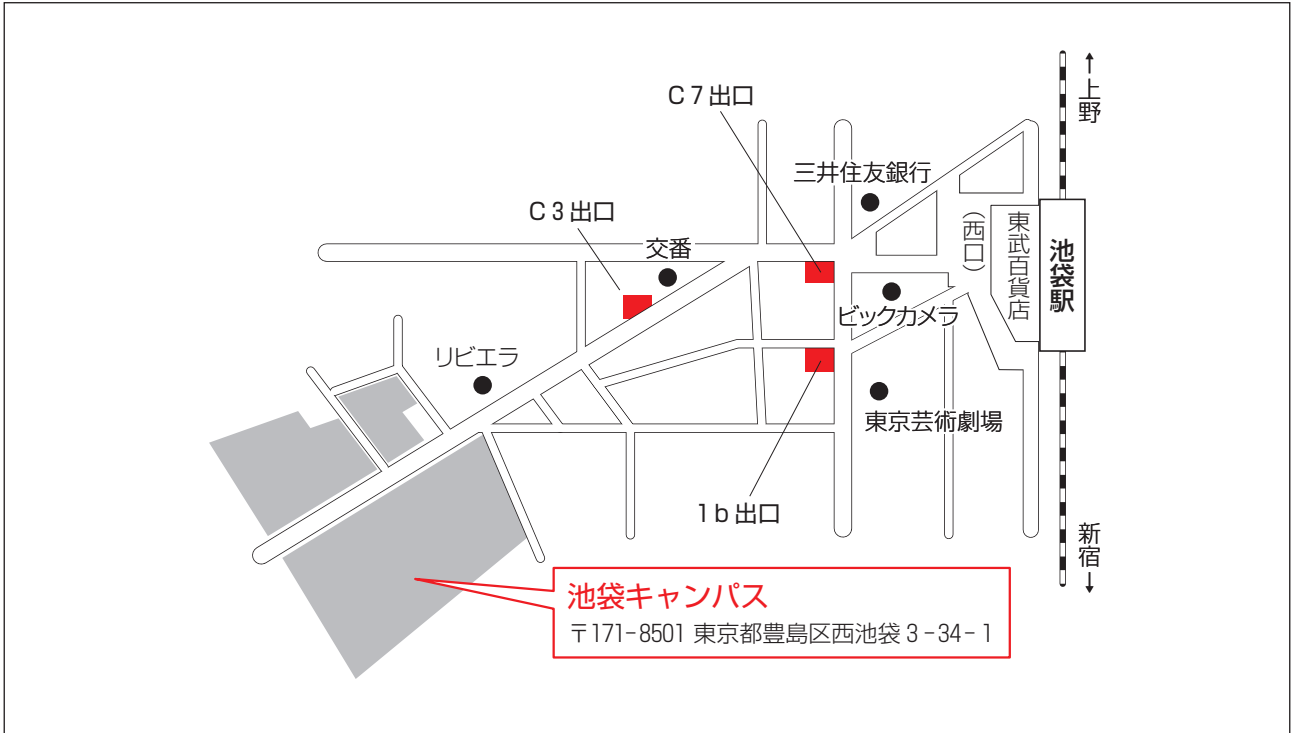 C7出口
↑上野
三井住友銀行
C3出口
交番
(西口)
東武百貨店
池袋駅
ビックカメラ
リビエラ
東京芸術劇場
1b出口
新宿↓
池袋キャンパス
〒171-8501 東京都豊島区西池袋3-34-1